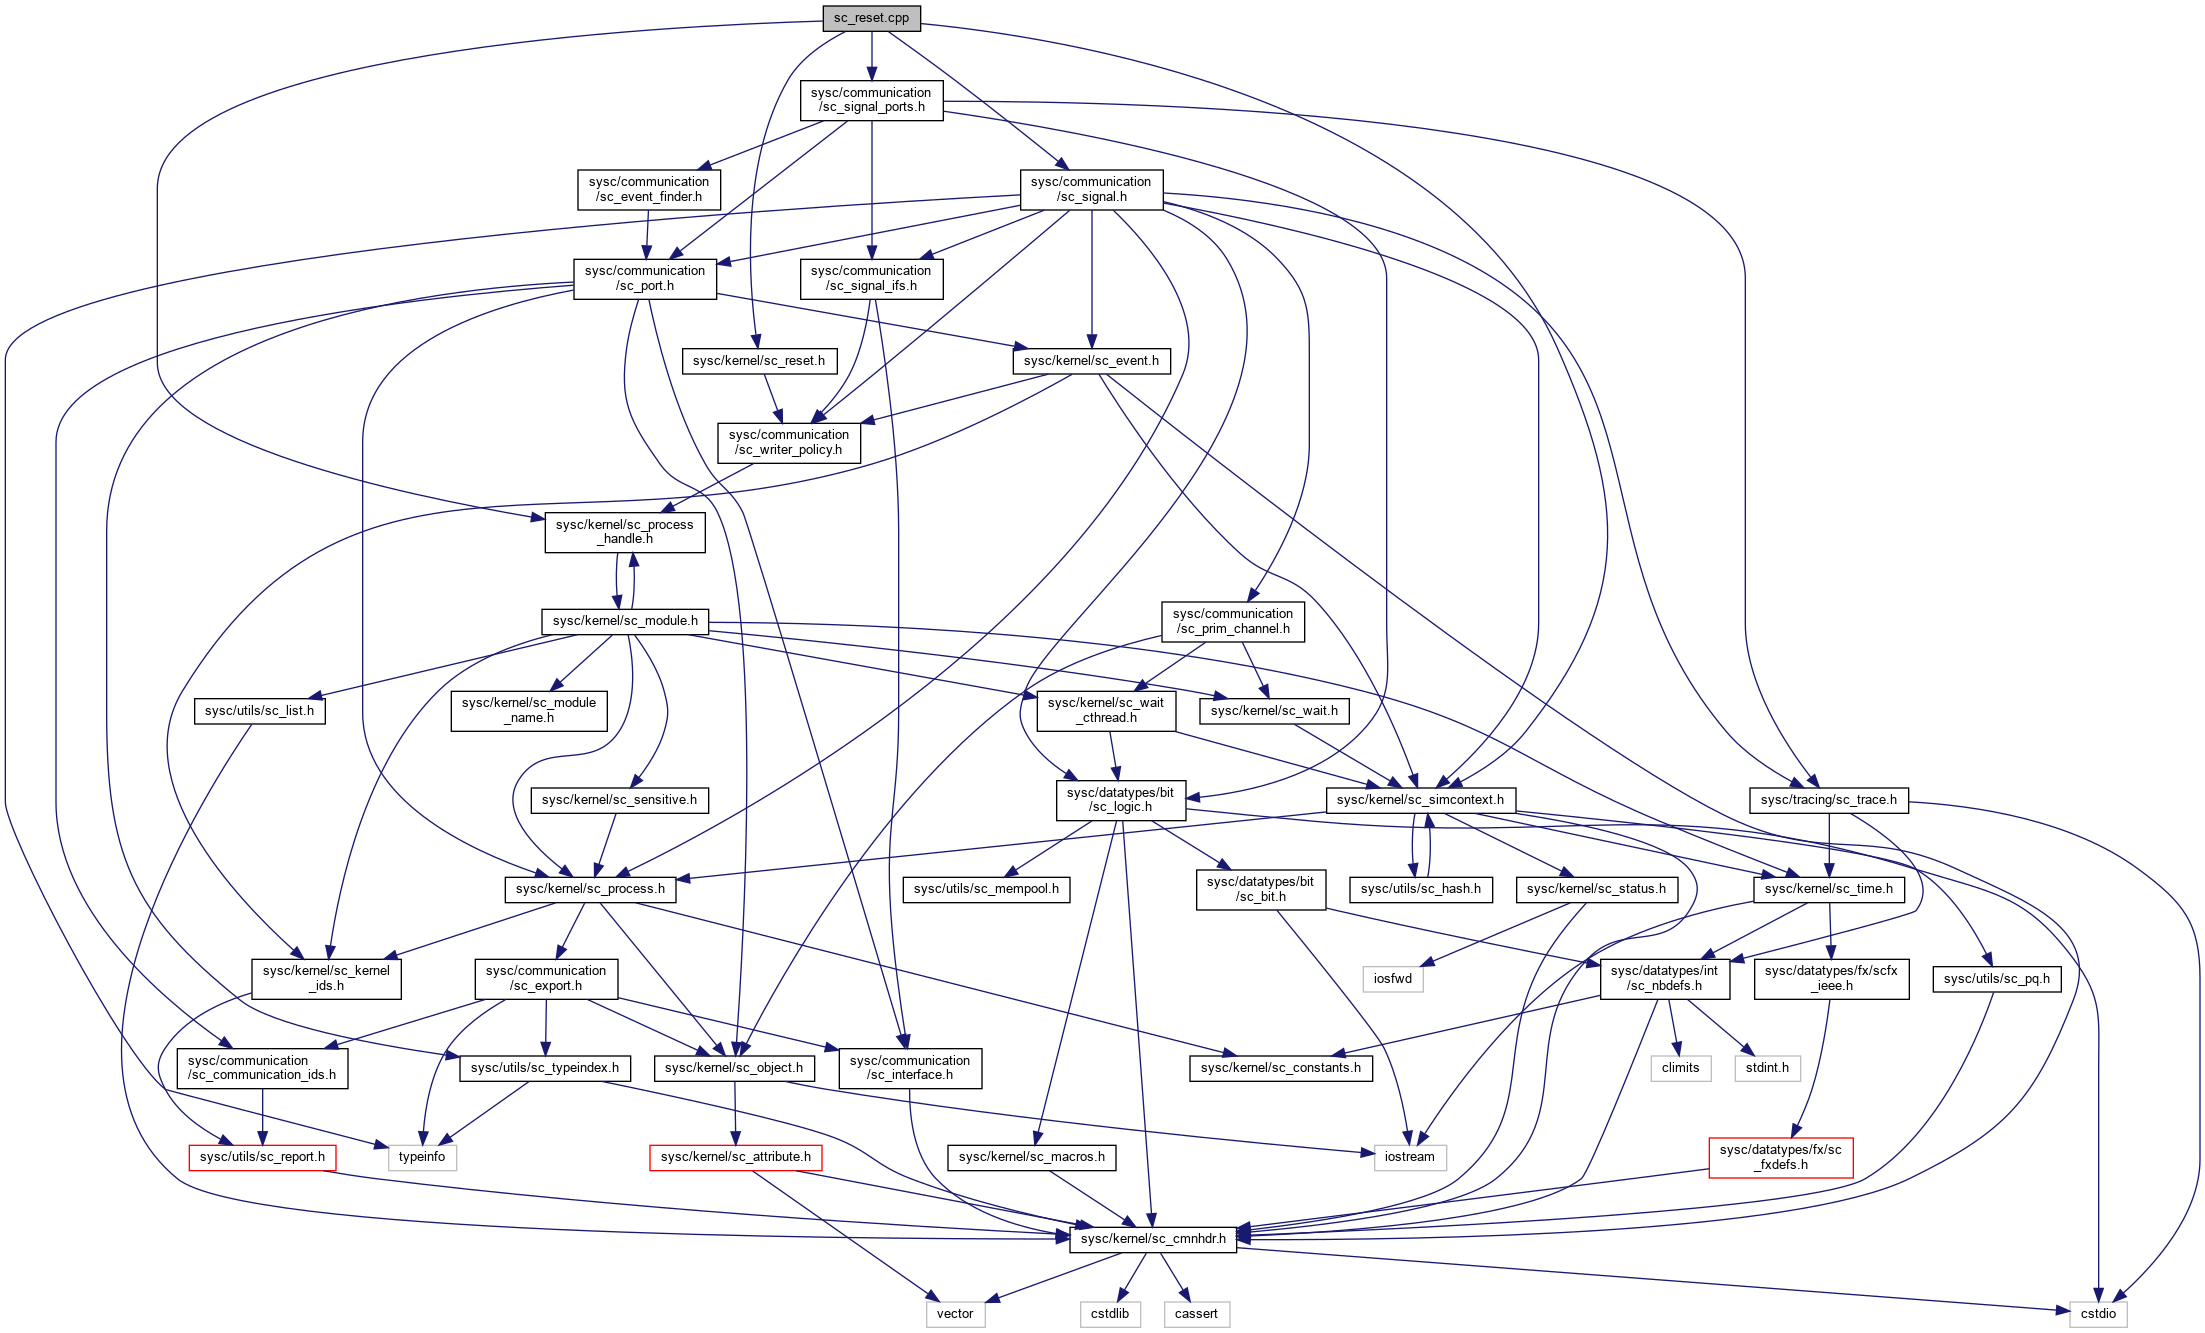 sc_reset.cpp
sysc/communication
/sc_signal_ports.h
sysc/communication
/sc_event_finder.h
sysc/communication
/sc_signal.h
sysc/communication
/sc_port.h
sysc/communication
/sc_signal_ifs.h
sysc/kernel/sc_reset.h
sysc/kernel/sc_event.h
sysc/communication
/sc_writer_policy.h
sysc/kernel/sc_process
_handle.h
sysc/kernel/sc_module.h
sysc/communication
/sc_prim_channel.h
sysc/utils/sc_list.h
sysc/kernel/sc_module
_name.h
sysc/kernel/sc_wait
_cthread.h
sysc/kernel/sc_wait.h
sysc/kernel/sc_sensitive.h
sysc/datatypes/bit
/sc_logic.h
sysc/kernel/sc_simcontext.h
sysc/tracing/sc_trace.h
sysc/kernel/sc_process.h
sysc/utils/sc_mempool.h
sysc/datatypes/bit
/sc_bit.h
sysc/utils/sc_hash.h
sysc/kernel/sc_status.h
sysc/kernel/sc_time.h
sysc/kernel/sc_kernel
_ids.h
sysc/communication
/sc_export.h
iosfwd
sysc/datatypes/int
/sc_nbdefs.h
sysc/datatypes/fx/scfx
_ieee.h
sysc/utils/sc_pq.h
sysc/communication
/sc_communication_ids.h
sysc/utils/sc_typeindex.h
sysc/kernel/sc_object.h
sysc/communication
/sc_interface.h
sysc/kernel/sc_constants.h
climits
stdint.h
sysc/utils/sc_report.h
typeinfo
sysc/kernel/sc_attribute.h
sysc/kernel/sc_macros.h
iostream
sysc/datatypes/fx/sc
_fxdefs.h
sysc/kernel/sc_cmnhdr.h
vector
cstdlib
cassert
cstdio